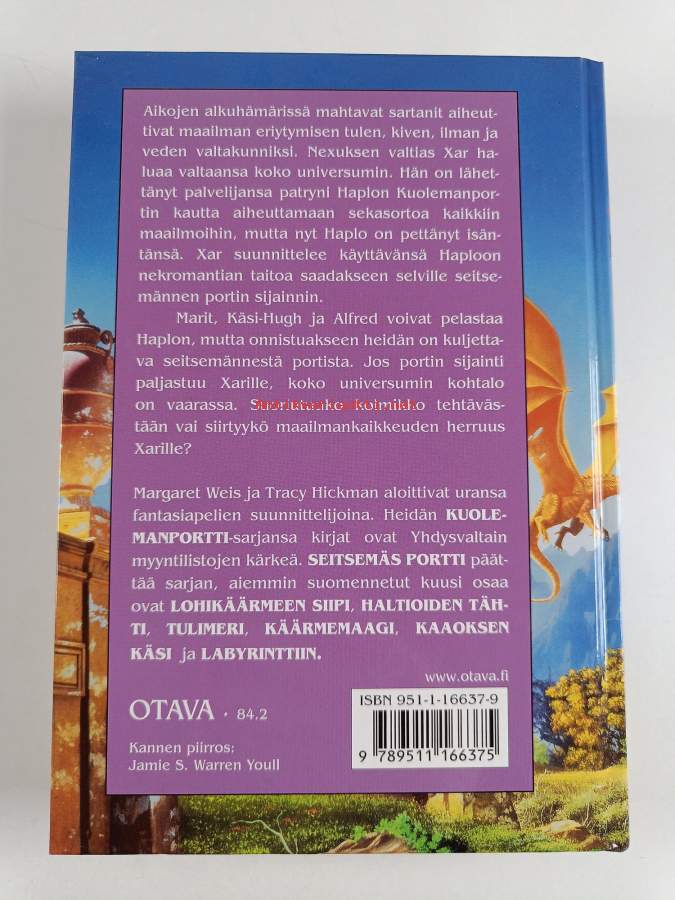 Aikojen alkuhämärissä mahtavat sartanit aiheut-
tivat maailman eriytymisen tulen, kiven, ilman ja
veden valtakunniksi. Nexuksen valtias Xar ha-
luaa valtaansa koko universumin. Hän on lähet-
tänyt palvelijansa patryni Haplon Kuolemanpor-
tin kautta aiheuttamaan sekasortoa kaikkiin
maailmoihin, mutta nyt Haplo on pettänyt isän-
tänsä. Xar suunnittelee käyttävänsä Haploon
nekromantian taitoa saadakseen selville seitse-
männen portin sijainnin.
Marit, Käsi-Hugh ja Alfred voivat pelastaa
Haplon, mutta onnistuakseen heidän on kuljetta-
va seitsemännestä portista. Jos portin sijainti
paljastuu Xarille, koko universumin kohtalo
on vaarassa. Suoriutuuko kolmikko tehtäväs-
tään vai siirtyykö maailmankaikkeuden herruus
Xarille?
Margaret Weis ja Tracy Hickman aloittivat uransa
fantasiapelien suunnittelijoina. Heidän KUOLE-
MANPORTTI-sarjansa kirjat ovat Yhdysvaltain
myyntilistojen kärkeä. SEITSEMÄS PORTTI päät-
tää sarjan, aiemmin suomennetut kuusi osaa
ovat LOHIKÄÄRMEEN SIIPI, HALTIOIDEN TÄH-
TI, TULIMERI, KÄÄRMEMAAGI, KAAOKSEN
KÄSI ja LABYRINTTIIN.
www.otava.fi
OTAVA · 84.2
Kannen piirros:
Jamie S. Warren Youll
ISBN 951-1-16637-9
9 789511 166375